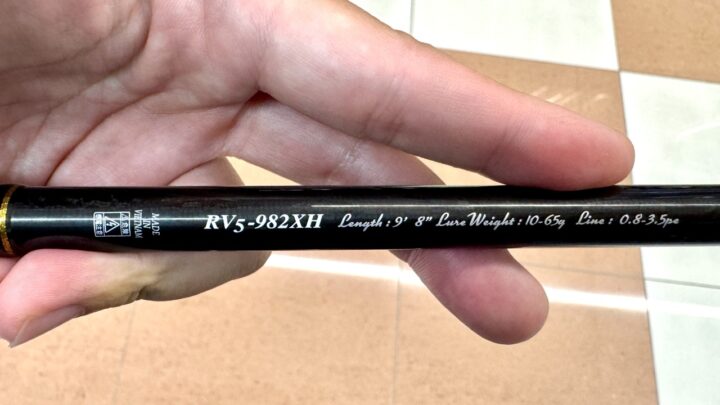 MADE
IN
VIETNAM
RV5-982XH Length : 9' 8" Lure Weight : 10-65g Line : 0.8-3.5pe